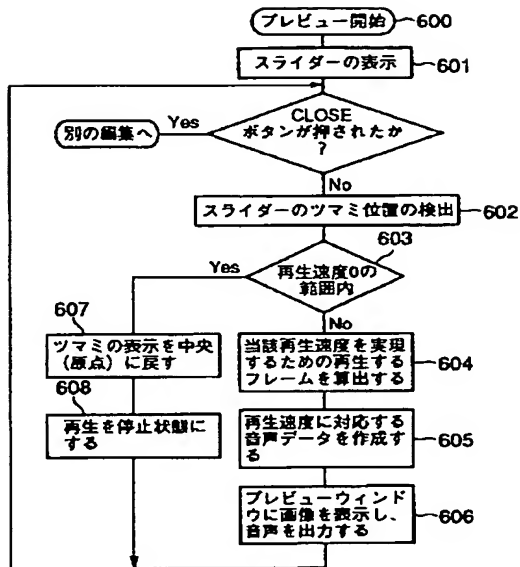 プレビュー開始
600
スライダーの表示
601
CLOSE
ボタンが押されたか
?
Yes
別の編集へ
No
スライダーのツマミ位置の検出
602
603
再生速度0の
範囲内
Yes
No
607
ツマミの表示を中央
(原点)に戻す
608
再生を停止状態に
する
当該再生速度を実現
するための再生する
フレームを算出する
604
再生速度に対応する
音声データを作成す
る
605
プレビューウィンド
ウに画像を表示し、
音声を出力する
606